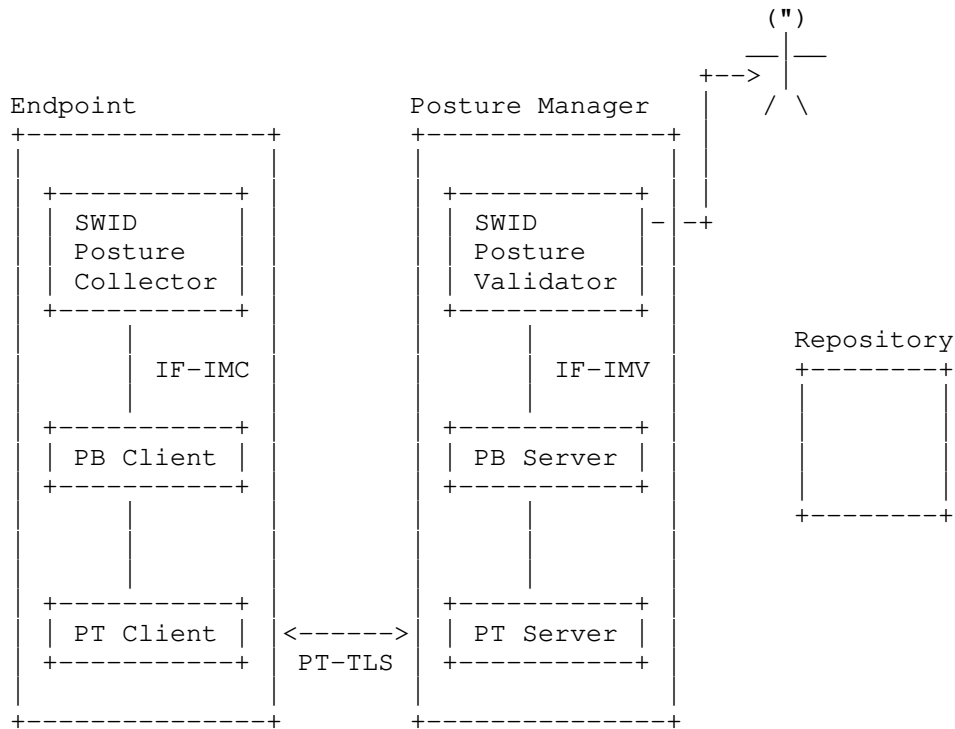 (")
Endpoint
Posture Manager
SWID
Posture
Collector
SWID
Posture
Validator
Repository
IF-IMC
IF-IMV
PB Client
PB Server
PT Client
<------>
PT Server
PT-TLS